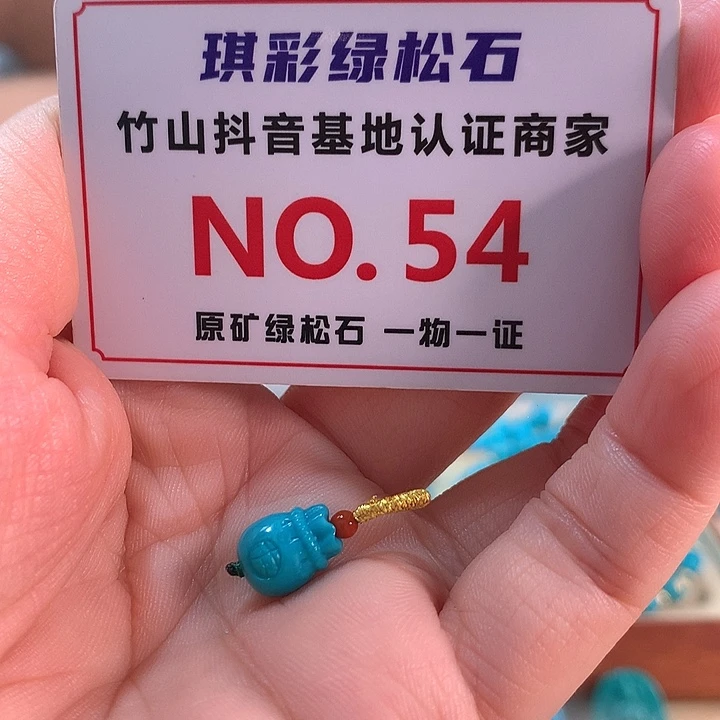 琪彩绿松石
竹山抖音基地认证商家
NO.54
原矿绿松石 一物一证